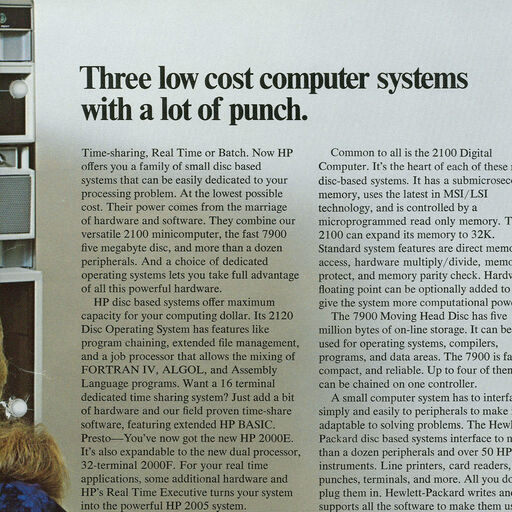 Three low cost computer systems
with a lot of punch.
Time-sharing, Real Time or Batch. Now HP
offers you a family of small disc based
systems that can be easily dedicated to your
processing problem. At the lowest possible
cost. Their power comes from the marriage
of hardware and software. They combine our
versatile 2100 minicomputer, the fast 7900
five megabyte disc, and more than a dozen
peripherals. And a choice of dedicated
operating systems lets you take full advantage
of all this powerful hardware.
HP disc based systems offer maximum
capacity for your computing dollar. Its 2120
Disc Operating System has features like
program chaining, extended file management,
and a job processor that allows the mixing of
FORTRAN IV, ALGOL, and Assembly
Language programs. Want a 16 terminal
dedicated time sharing system? Just add a bit
of hardware and our field proven time-share
software, featuring extended HP BASIC.
Presto—You've now got the new HP 2000E.
It's also expandable to the new dual processor,
32-terminal 2000F. For your real time
applications, some additional hardware and
HP's Real Time Executive turns your system
into the powerful HP 2005 system.
Common to all is the 2100 Digital
Computer. It's the heart of each of these
disc-based systems. It has a submicrosec
memory, uses the latest in MSI/LSI
technology, and is controlled by a
microprogrammed read only memory. T
2100 can expand its memory to 32K.
Standard system features are direct memo
access, hardware multiply/divide, memo
protect, and memory parity check. Hardw
floating point can be optionally added to
give the system more computational pow
The 7900 Moving Head Disc has five
million bytes of on-line storage. It can be
used for operating systems, compilers,
programs, and data areas. The 7900 is fa
compact, and reliable. Up to four of them
can be chained on one controller.
A small computer system has to interfa
simply and easily to peripherals to make
adaptable to solving problems. The Hewl
Packard disc based systems interface to m
than a dozen peripherals and over 50 HP
instruments. Line printers, card readers,
punches, terminals, and more. All you do
plug them in. Hewlett-Packard writes and
supports all the software to make them us